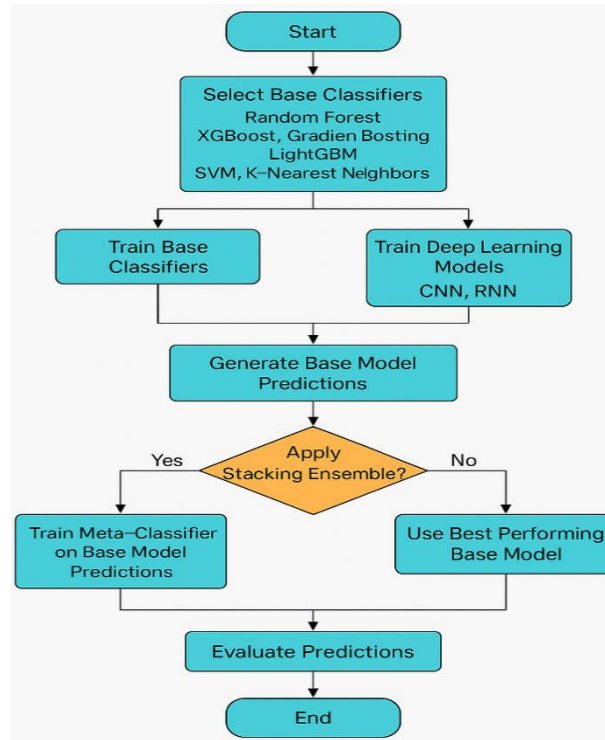 Start
Select Base Classifiers
Random Forest
XGBoost, Gradien Bosting
LightGBM
SVM, K-Nearest Neighbors
Train Base
Classifiers
Train Deep Learning
Models
CNN, RNN
Generate Base Model
Predictions
Apply
Stacking Ensemble?
Yes
No
Train Meta-Classifier
on Base Model
Predictions
Use Best Performing
Base Model
Evaluate Predictions
End